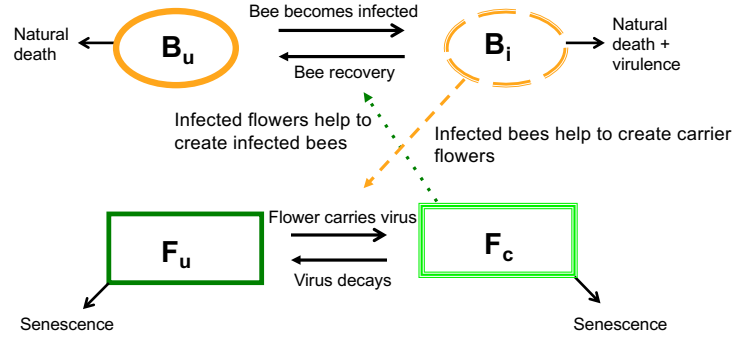 Bee becomes infected
Natural
death
Bu
Bi
Natural
death +
virulence
Bee recovery
Infected flowers help to
create infected bees
Infected bees help to create carrier
flowers
Flower carries virus
Fu
Fc
Virus decays
Senescence
Senescence